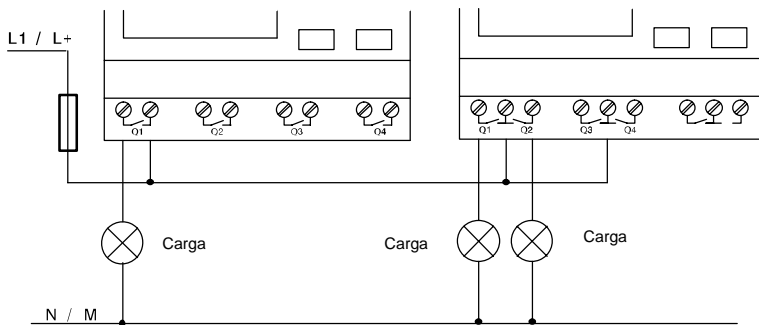 L1 / L+
Q1 Q2 Q3 Q4
Q1 Q2 Q3 Q4
Carga
Carga
Carga
N / M